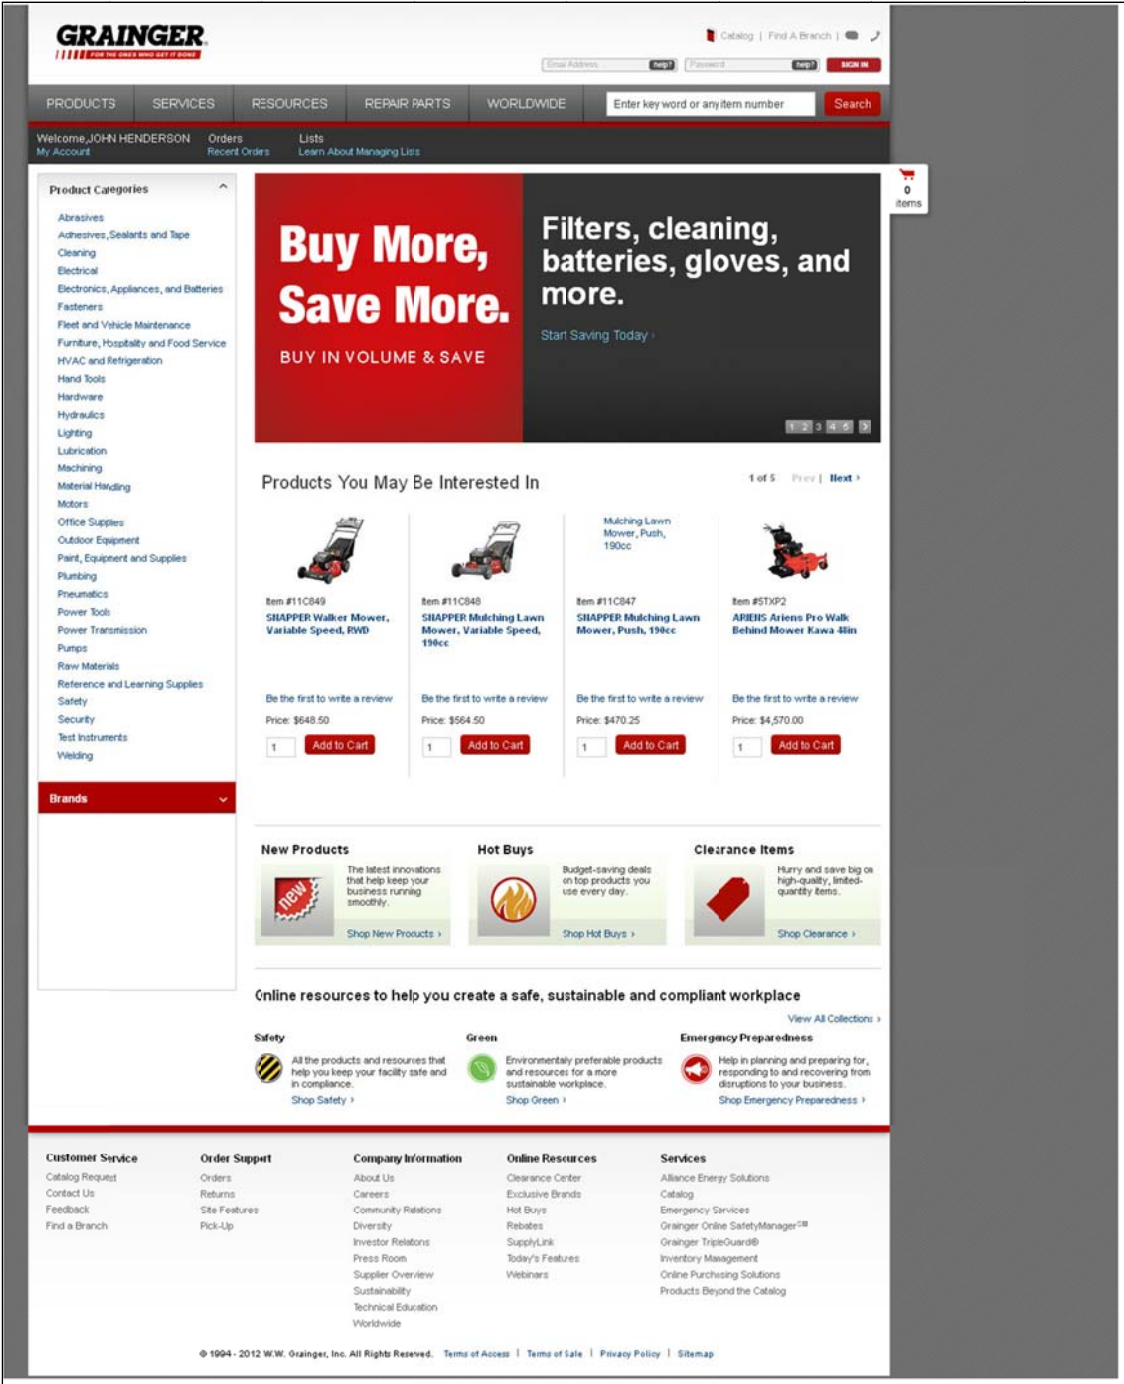 GRAINGER
FOR THE ONES WHO GET IT DONE
Catalog | Find A Branch |
Email Address help? Password help? SIGN IN
PRODUCTS SERVICES RESOURCES REPAIR PARTS WORLDWIDE Enter keyword or any item number Search
Welcome, JOHN HENDERSON Orders Lists
My Account Recent Orders Learn About Managing Lists
0
items
Product Categories
Abrasives
Adhesives, Sealants and Tape
Cleaning
Electrical
Electronics, Appliances, and Batteries
Fasteners
Fleet and Vehicle Maintenance
Furniture, Hospitality and Food Service
HVAC and Refrigeration
Hand Tools
Hardware
Hydraulics
Lighting
Lubrication
Machining
Material Handling
Motors
Office Supplies
Outdoor Equipment
Paint, Equipment and Supplies
Plumbing
Pneumatics
Power Tools
Power Transmission
Pumps
Raw Materials
Reference and Learning Supplies
Safety
Security
Test Instruments
Welding
Brands
Buy More,
Save More.
BUY IN VOLUME & SAVE
Filters, cleaning,
batteries, gloves, and
more.
Start Saving Today ›
1 2 3 4 5 >
Products You May Be Interested In
1 of 5 Prev | Next ›
Item #11C849
SNAPPER Walker Mower,
Variable Speed, RWD
Be the first to write a review
Price: $648.50
1 Add to Cart
Item #11C848
SNAPPER Mulching Lawn
Mower, Variable Speed,
190cc
Be the first to write a review
Price: $564.50
1 Add to Cart
Mulching Lawn
Mower, Push,
190cc
Item #11C847
SNAPPER Mulching Lawn
Mower, Push, 190cc
Be the first to write a review
Price: $470.25
1 Add to Cart
Item #5TXP2
ARIENS Ariens Pro Walk
Behind Mower Kawa 48in
Be the first to write a review
Price: $4,570.00
1 Add to Cart
New Products
new
The latest innovations
that help keep your
business running
smoothly.
Shop New Products ›
Hot Buys
Budget-saving deals
on top products you
use every day.
Shop Hot Buys ›
Clearance Items
Hurry and save big on
high-quality, limited-
quantity items.
Shop Clearance ›
Online resources to help you create a safe, sustainable and compliant workplace
View All Collections ›
Safety
All the products and resources that
help you keep your facility safe and
in compliance.
Shop Safety ›
Green
Environmentally preferable products
and resources for a more
sustainable workplace.
Shop Green ›
Emergency Preparedness
Help in planning and preparing for,
responding to and recovering from
disruptions to your business.
Shop Emergency Preparedness ›
Customer Service
Catalog Request
Contact Us
Feedback
Find a Branch
Order Support
Orders
Returns
Site Features
Pick-Up
Company Information
About Us
Careers
Community Relations
Diversity
Investor Relations
Press Room
Supplier Overview
Sustainability
Technical Education
Worldwide
Online Resources
Clearance Center
Exclusive Brands
Hot Buys
Rebates
SupplyLink
Today's Features
Webinars
Services
Alliance Energy Solutions
Catalog
Emergency Services
Grainger Online SafetyManager℠
Grainger TripleGuard®
Inventory Management
Online Purchasing Solutions
Products Beyond the Catalog
© 1994 - 2012 W.W. Grainger, Inc. All Rights Reserved. Terms of Access | Terms of Sale | Privacy Policy | Sitemap